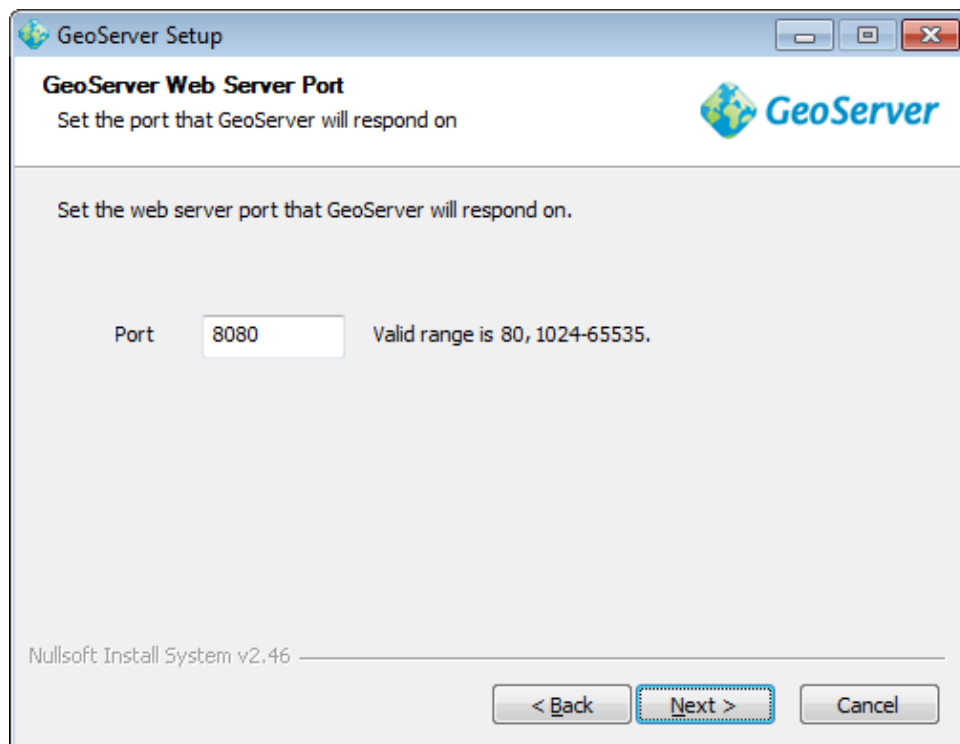 GeoServer Setup
GeoServer Web Server Port
Set the port that GeoServer will respond on
GeoServer
Set the web server port that GeoServer will respond on.
Port 8080 Valid range is 80, 1024-65535.
Nullsoft Install System v2.46
< Back Next > Cancel